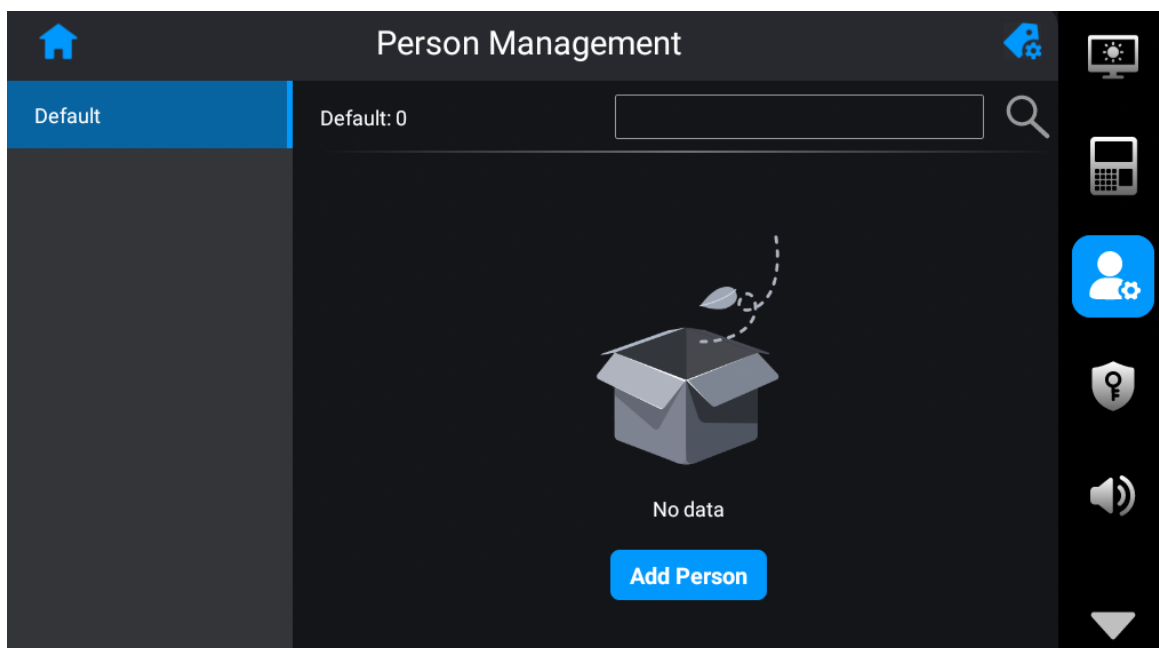 Person Management
Default
Default: 0
No data
Add Person